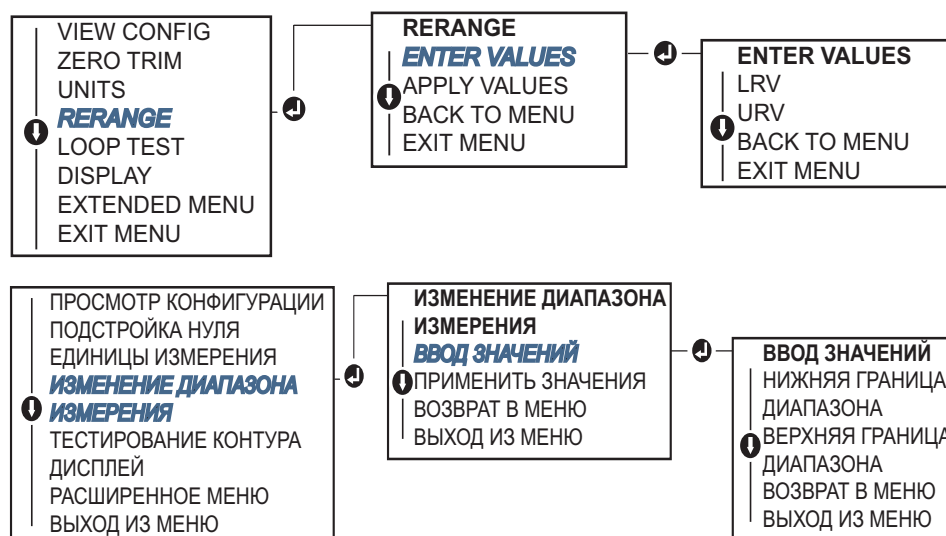 VIEW CONFIG
ZERO TRIM
UNITS
RERANGE
LOOP TEST
DISPLAY
EXTENDED MENU
EXIT MENU
RERANGE
ENTER VALUES
APPLY VALUES
BACK TO MENU
EXIT MENU
ENTER VALUES
LRV
URV
BACK TO MENU
EXIT MENU
ПРОСМОТР КОНФИГУРАЦИИ
ПОДСТРОЙКА НУЛЯ
ЕДИНИЦЫ ИЗМЕРЕНИЯ
ИЗМЕНЕНИЕ ДИАПАЗОНА
ИЗМЕРЕНИЯ
ТЕСТИРОВАНИЕ КОНТУРА
ДИСПЛЕЙ
РАСШИРЕННОЕ МЕНЮ
ВЫХОД ИЗ МЕНЮ
ИЗМЕНЕНИЕ ДИАПАЗОНА
ИЗМЕРЕНИЯ
ВВОД ЗНАЧЕНИЙ
ПРИМЕНИТЬ ЗНАЧЕНИЯ
ВОЗВРАТ В МЕНЮ
ВЫХОД ИЗ МЕНЮ
ВВОД ЗНАЧЕНИЙ
НИЖНЯЯ ГРАНИЦА
ДИАПАЗОНА
ВЕРХНЯЯ ГРАНИЦА
ДИАПАЗОНА
ВОЗВРАТ В МЕНЮ
ВЫХОД ИЗ МЕНЮ